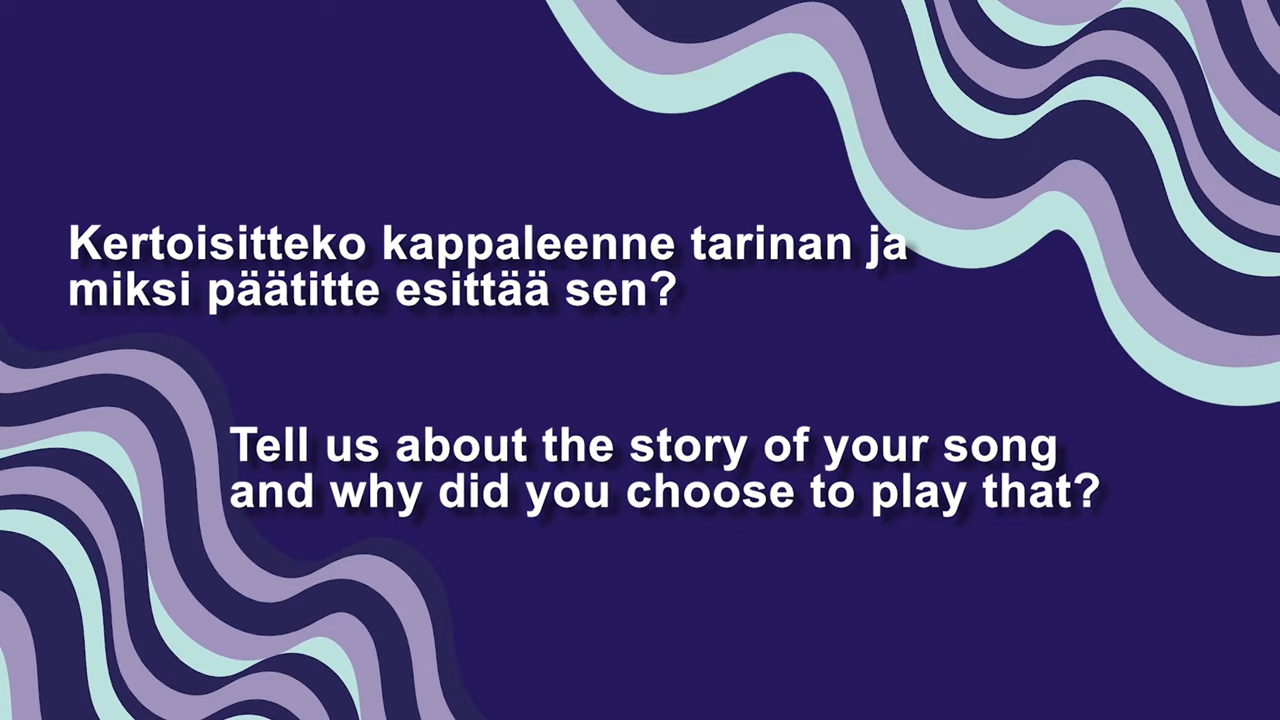 Kertoisitteko kappaleenne tarinan ja
miksi päätitte esittää sen?
Tell us about the story of your song
and why did you choose to play that?